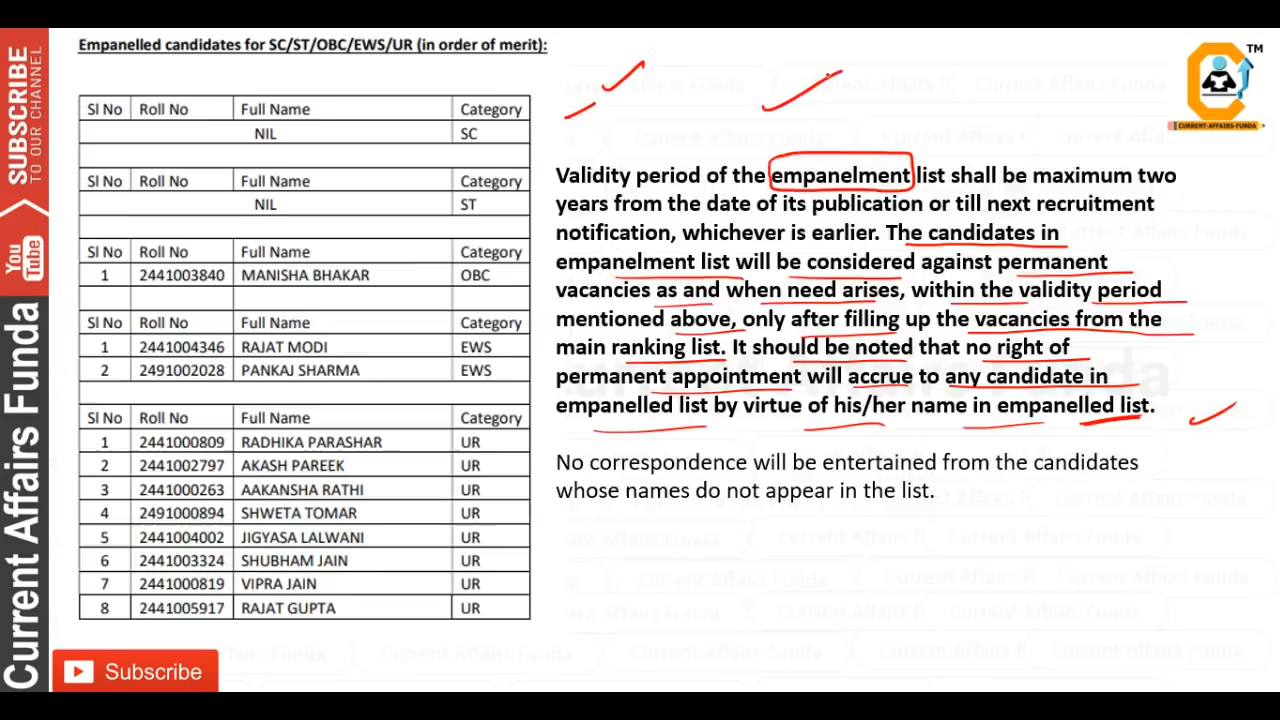 Empanelled candidates for SC/ST/OBC/EWS/UR (in order of merit):
Sl No Roll No Full Name Category
NIL SC
Sl No Roll No Full Name Category
NIL ST
Sl No Roll No Full Name Category
1 2441003840 MANISHA BHAKAR OBC
Sl No Roll No Full Name Category
1 2441004346 RAJAT MODI EWS
2 2491002028 PANKAJ SHARMA EWS
Sl No Roll No Full Name Category
1 2441000809 RADHIKA PARASHAR UR
2 2441002797 AKASH PAREEK UR
3 2441000263 AAKANSHA RATHI UR
4 2491000894 SHWETA TOMAR UR
5 2441004002 JIGYASA LALWANI UR
6 2441003324 SHUBHAM JAIN UR
7 2441000819 VIPRA JAIN UR
8 2441005917 RAJAT GUPTA UR
Validity period of the empanelment list shall be maximum two
years from the date of its publication or till next recruitment
notification, whichever is earlier. The candidates in
empanelment list will be considered against permanent
vacancies as and when need arises, within the validity period
mentioned above, only after filling up the vacancies from the
main ranking list. It should be noted that no right of
permanent appointment will accrue to any candidate in
empanelled list by virtue of his/her name in empanelled list.
No correspondence will be entertained from the candidates
whose names do not appear in the list.
TM
CURRENT-AFFAIRS-FUNDA
SUBSCRIBE
TO OUR CHANNEL
You
Tube
Current Affairs Funda
Subscribe